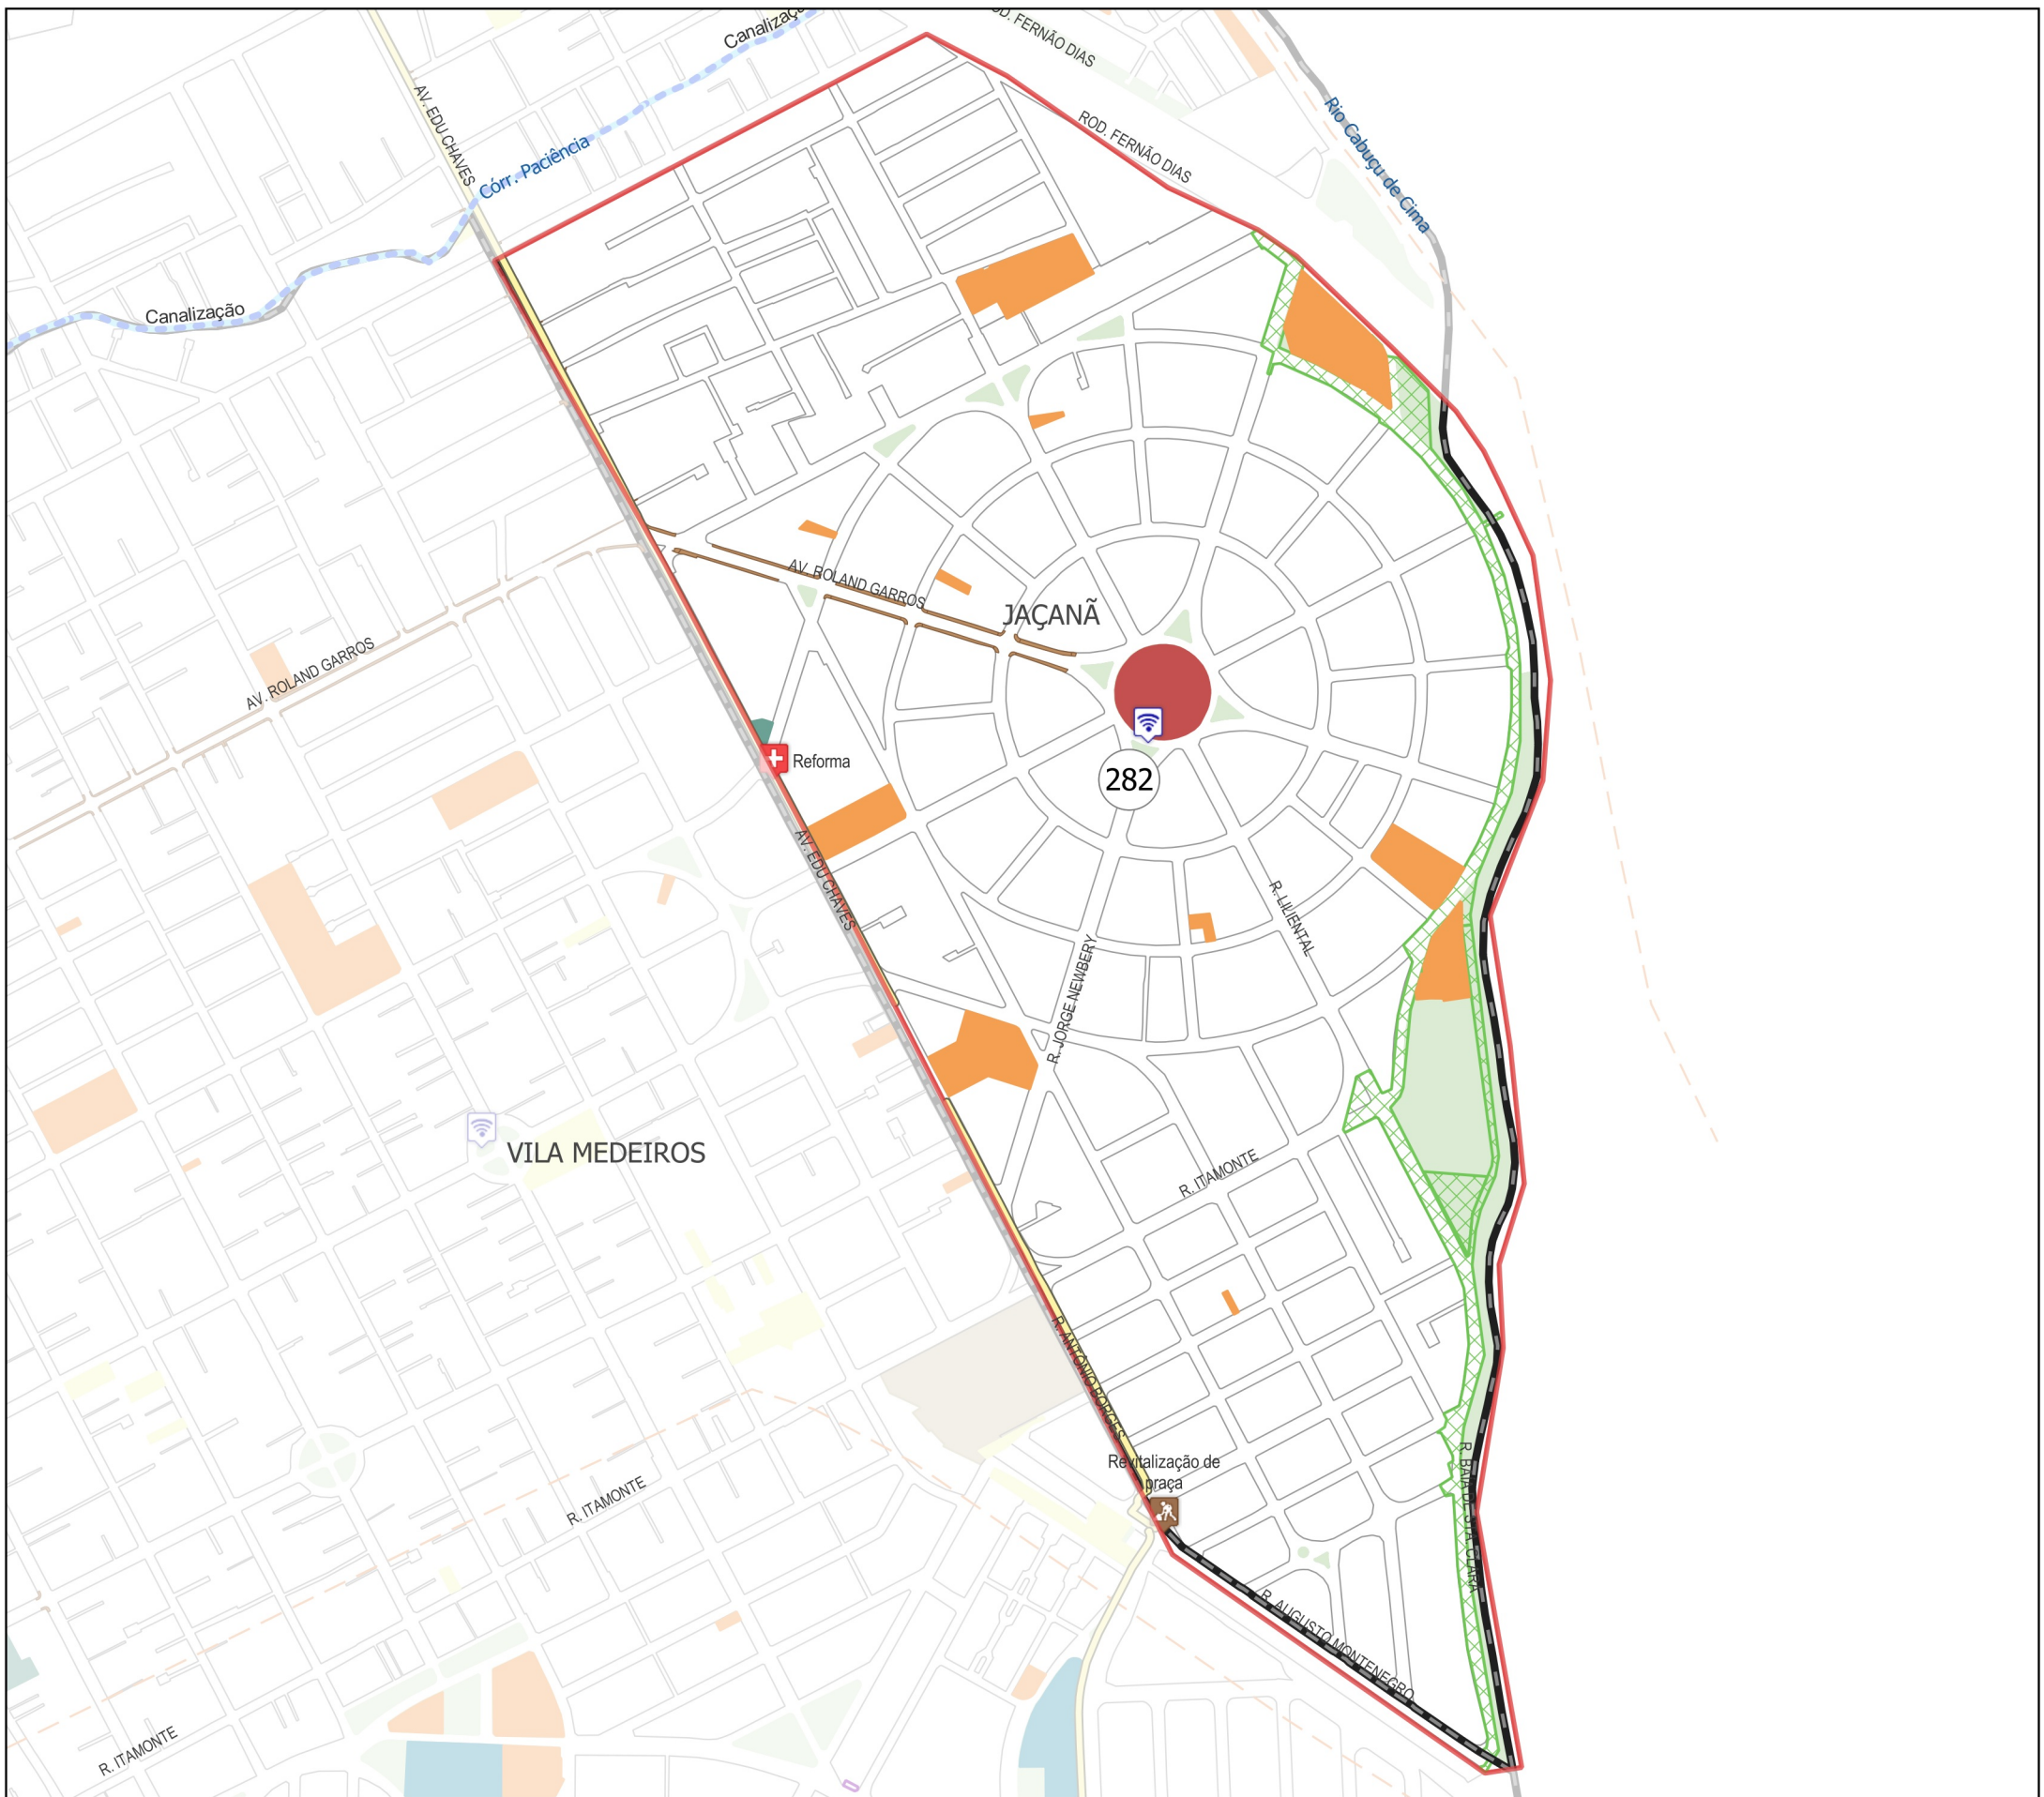 Canalização
OD. FERNÃO DIAS
AV. EDU CHAVES
Córr. Paciência
ROD. FERNÃO DIAS
Rio Cabuçu de Cima
Canalização
AV. ROLAND GARROS
JAÇANÃ
AV. ROLAND GARROS
Reforma
282
AV. EDU CHAVES
R. LILIENTAL
R. JORGE NEWBERY
VILA MEDEIROS
R. ITAMONTE
R. ANTÔNIO BORGES
Revitalização de
praça
R. BAIA DE STA. CLARA
R. ITAMONTE
R. AUGUSTO MONTENEGRO
R. ITAMONTE